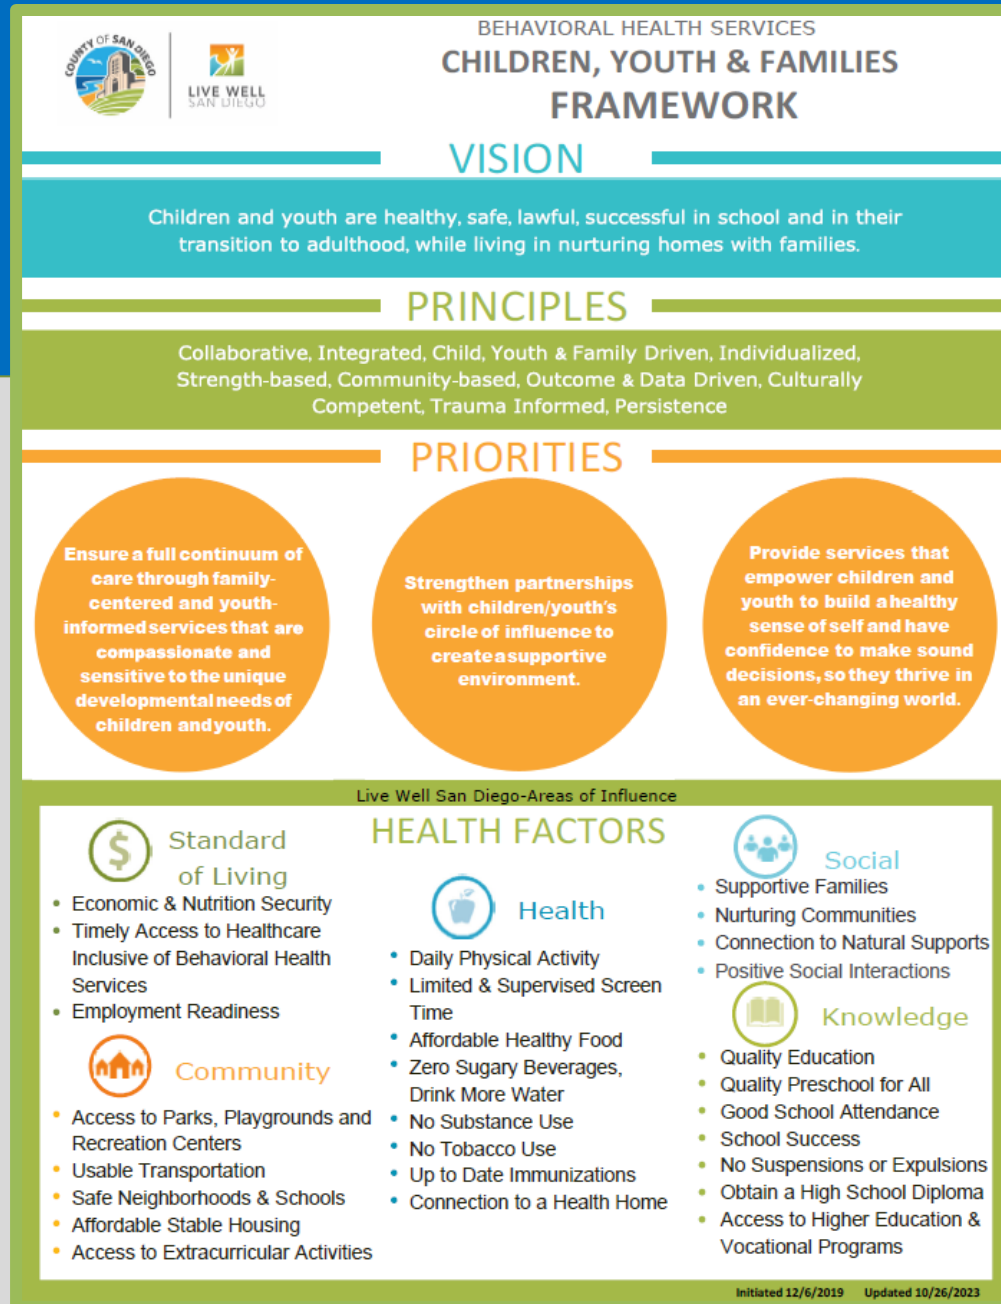 COUNTY OF SAN DIEGO
LIVE WELL
SAN DIEGO
BEHAVIORAL HEALTH SERVICES
CHILDREN, YOUTH & FAMILIES
FRAMEWORK
VISION
Children and youth are healthy, safe, lawful, successful in school and in their
transition to adulthood, while living in nurturing homes with families.
PRINCIPLES
Collaborative, Integrated, Child, Youth & Family Driven, Individualized,
Strength-based, Community-based, Outcome & Data Driven, Culturally
Competent, Trauma Informed, Persistence
PRIORITIES
Ensure a full continuum of
care through family-
centered and youth-
informed services that are
compassionate and
sensitive to the unique
developmental needs of
children and youth.
Strengthen partnerships
with children/youth's
circle of influence to
create a supportive
environment.
Provide services that
empower children and
youth to build a healthy
sense of self and have
confidence to make sound
decisions, so they thrive in
an ever-changing world.
Live Well San Diego-Areas of Influence
HEALTH FACTORS
$
Standard
of Living
• Economic & Nutrition Security
• Timely Access to Healthcare
Inclusive of Behavioral Health
Services
• Employment Readiness
Community
• Access to Parks, Playgrounds and
Recreation Centers
• Usable Transportation
• Safe Neighborhoods & Schools
• Affordable Stable Housing
• Access to Extracurricular Activities
Health
• Daily Physical Activity
• Limited & Supervised Screen
Time
• Affordable Healthy Food
• Zero Sugary Beverages,
Drink More Water
• No Substance Use
• No Tobacco Use
• Up to Date Immunizations
• Connection to a Health Home
Social
• Supportive Families
• Nurturing Communities
• Connection to Natural Supports
• Positive Social Interactions
Knowledge
• Quality Education
• Quality Preschool for All
• Good School Attendance
• School Success
• No Suspensions or Expulsions
• Obtain a High School Diploma
• Access to Higher Education &
Vocational Programs
Initiated 12/6/2019 Updated 10/26/2023